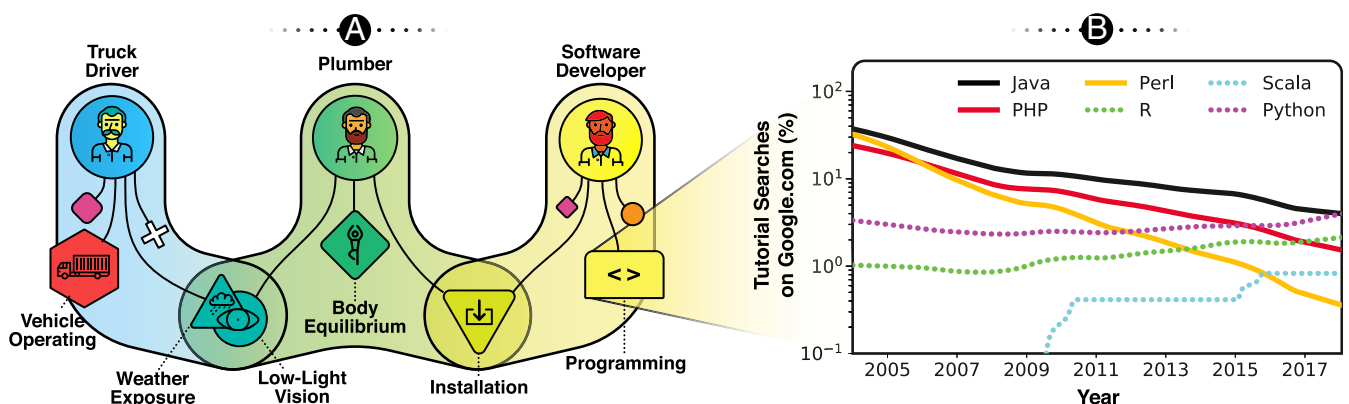 A
B
Truck
Driver
Plumber
Software
Developer
< >
Vehicle
Operating
Body
Equilibrium
Weather
Exposure
Low-Light
Vision
Installation
Programming
Tutorial Searches
on Google.com (%)
10²
10¹
10⁰
10⁻¹
Java
PHP
Perl
R
Scala
Python
2005 2007 2009 2011 2013 2015 2017
Year